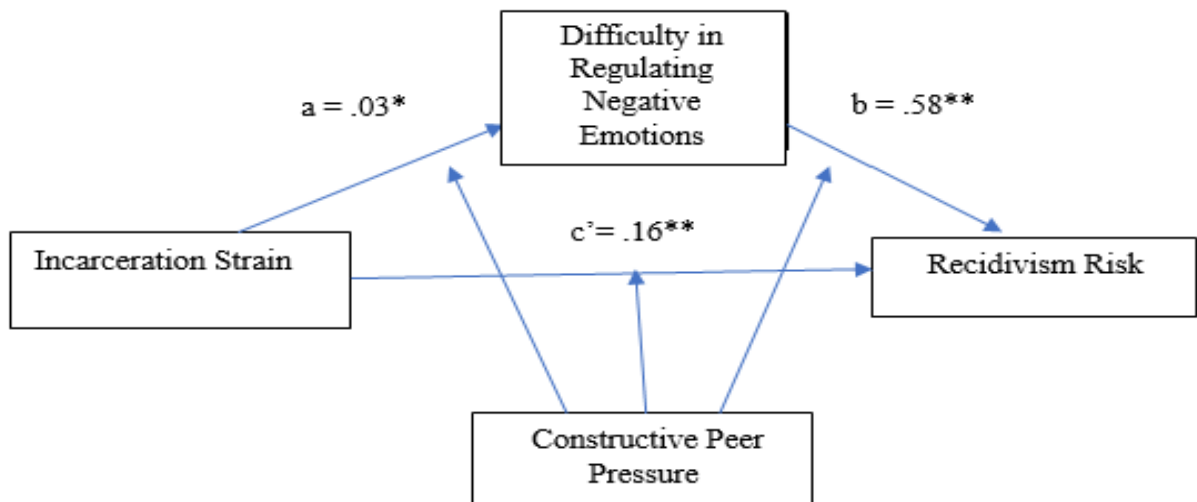 Difficulty in
Regulating
Negative
Emotions
a = .03*
b = .58**
c’= .16**
Incarceration Strain
Recidivism Risk
Constructive Peer
Pressure